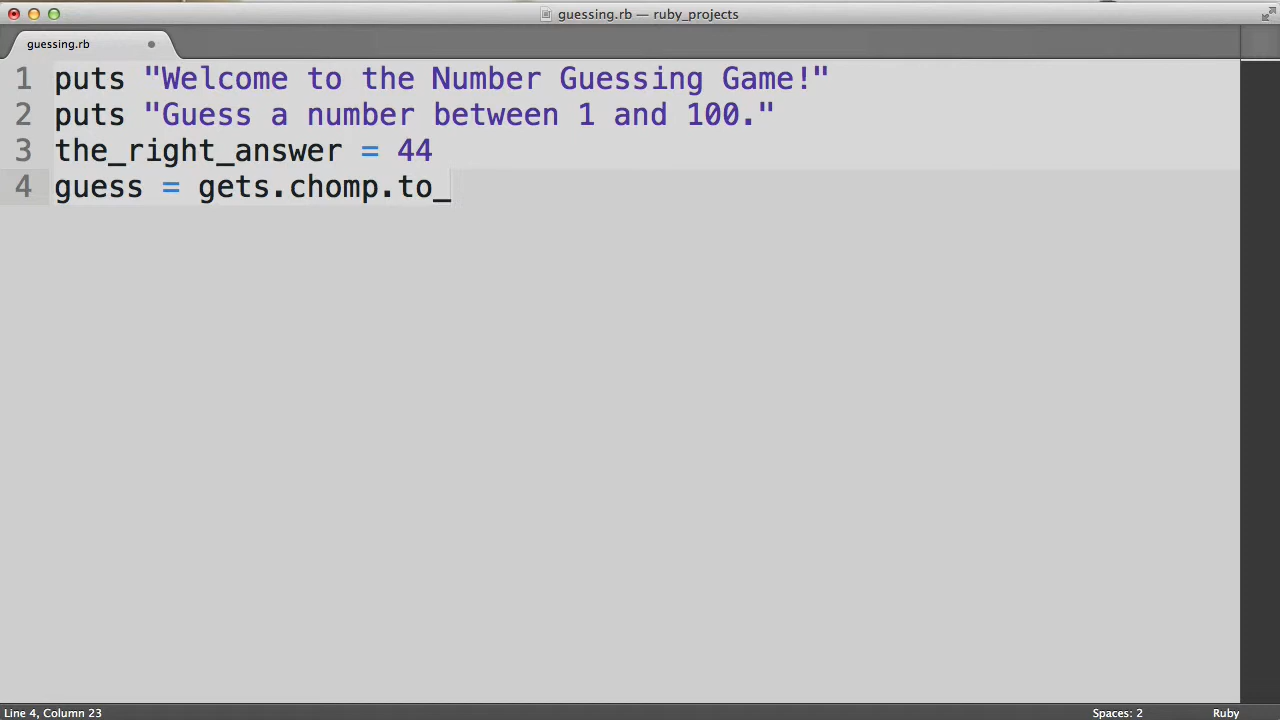 guessing.rb — ruby_projects
guessing.rb
1 puts "Welcome to the Number Guessing Game!"
2 puts "Guess a number between 1 and 100."
3 the_right_answer = 44
4 guess = gets.chomp.to_
Line 4, Column 23 Spaces: 2 Ruby